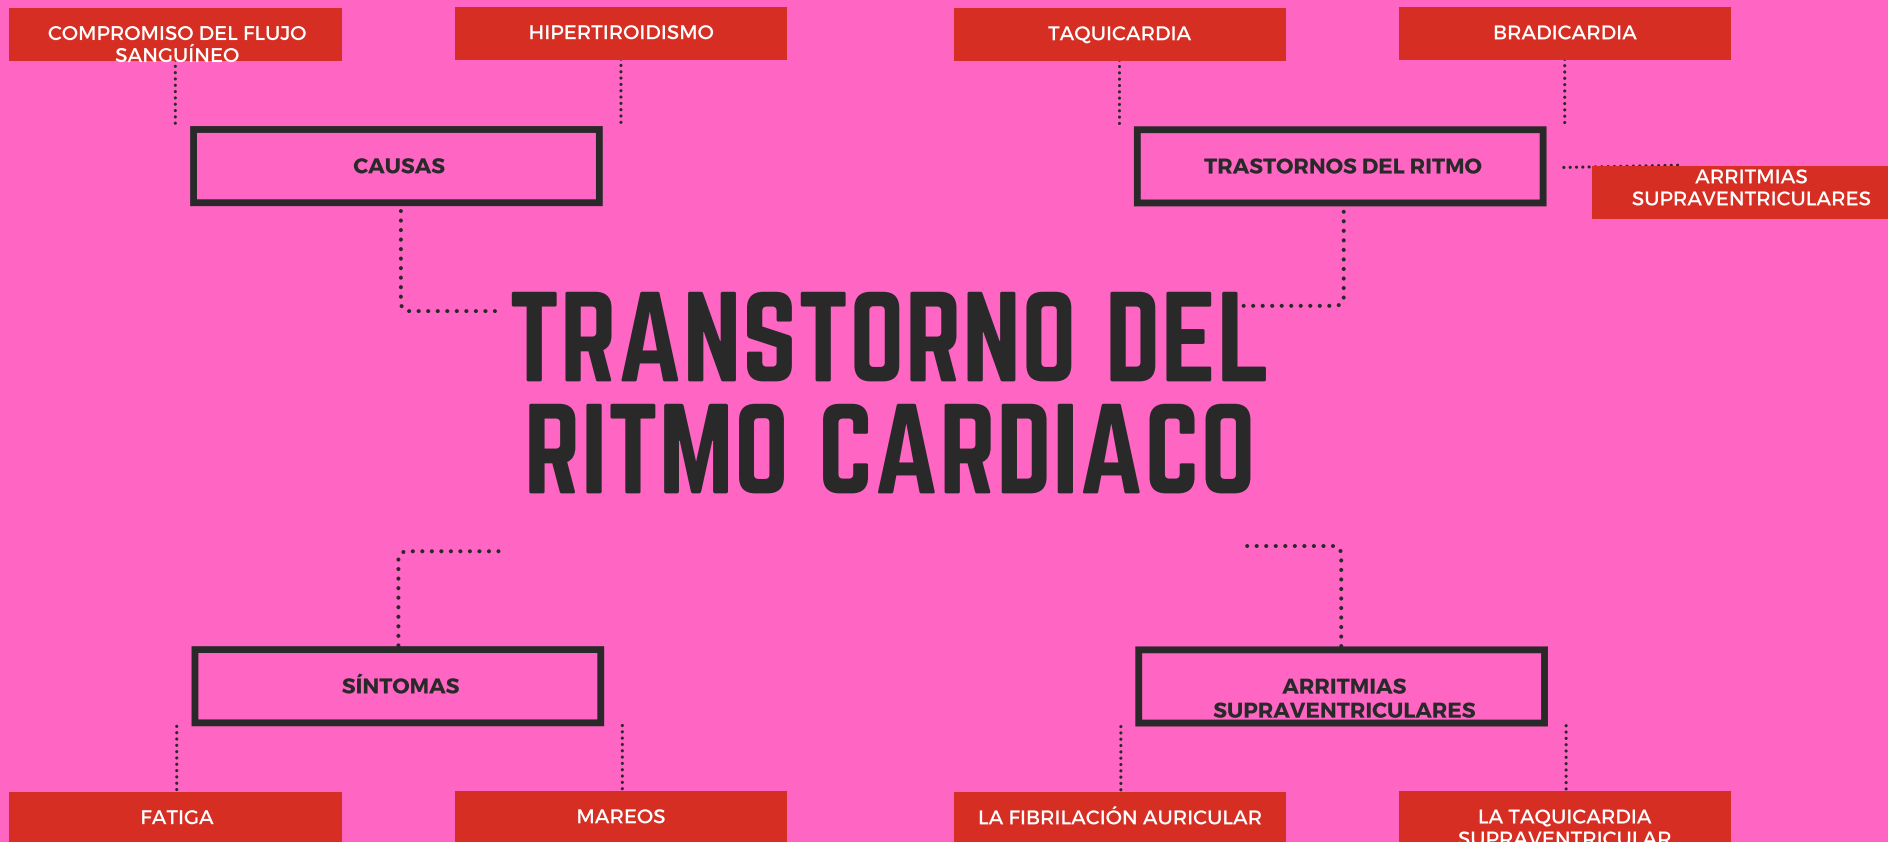 COMPROMISO DEL FLUJO
SANGUÍNEO
HIPERTIROIDISMO
TAQUICARDIA
BRADICARDIA
CAUSAS
TRASTORNOS DEL RITMO
ARRITMIAS
SUPRAVENTRICULARES
TRANSTORNO DEL
RITMO CARDIACO
SÍNTOMAS
ARRITMIAS
SUPRAVENTRICULARES
FATIGA
MAREOS
LA FIBRILACIÓN AURICULAR
LA TAQUICARDIA
SUPRAVENTRICULAR